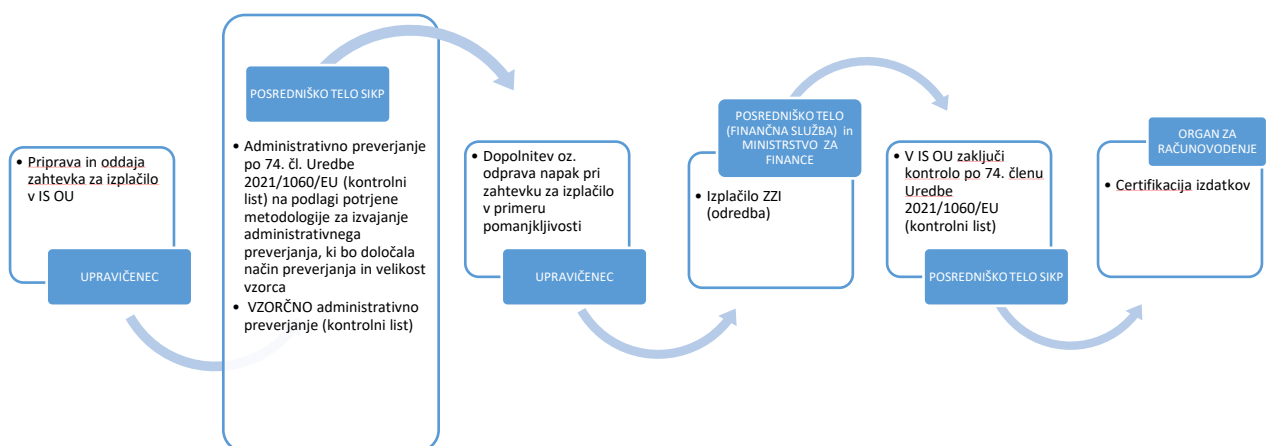 • Priprava in oddaja
zahtevka za izplačilo
v IS OU
UPRAVIČENEC
POSREDNIŠKO TELO SIKP
• Administrativno preverjanje
po 74. čl. Uredbe
2021/1060/EU (kontrolni
list) na podlagi potrjene
metodologije za izvajanje
administrativnega
preverjanja, ki bo določala
način preverjanja in velikost
vzorca
• VZORČNO administrativno
preverjanje (kontrolni list)
• Dopolnitev oz.
odprava napak pri
zahtevku za izplačilo
v primeru
pomanjkljivosti
UPRAVIČENEC
POSREDNIŠKO TELO
(FINANČNA SLUŽBA) in
MINISTRSTVO ZA
FINANCE
• Izplačilo ZZI
(odredba)
• V IS OU zaključi
kontrolo po 74. členu
Uredbe
2021/1060/EU
(kontrolni list)
POSREDNIŠKO TELO SIKP
ORGAN ZA
RAČUNOVODENJE
• Certifikacija izdatkov